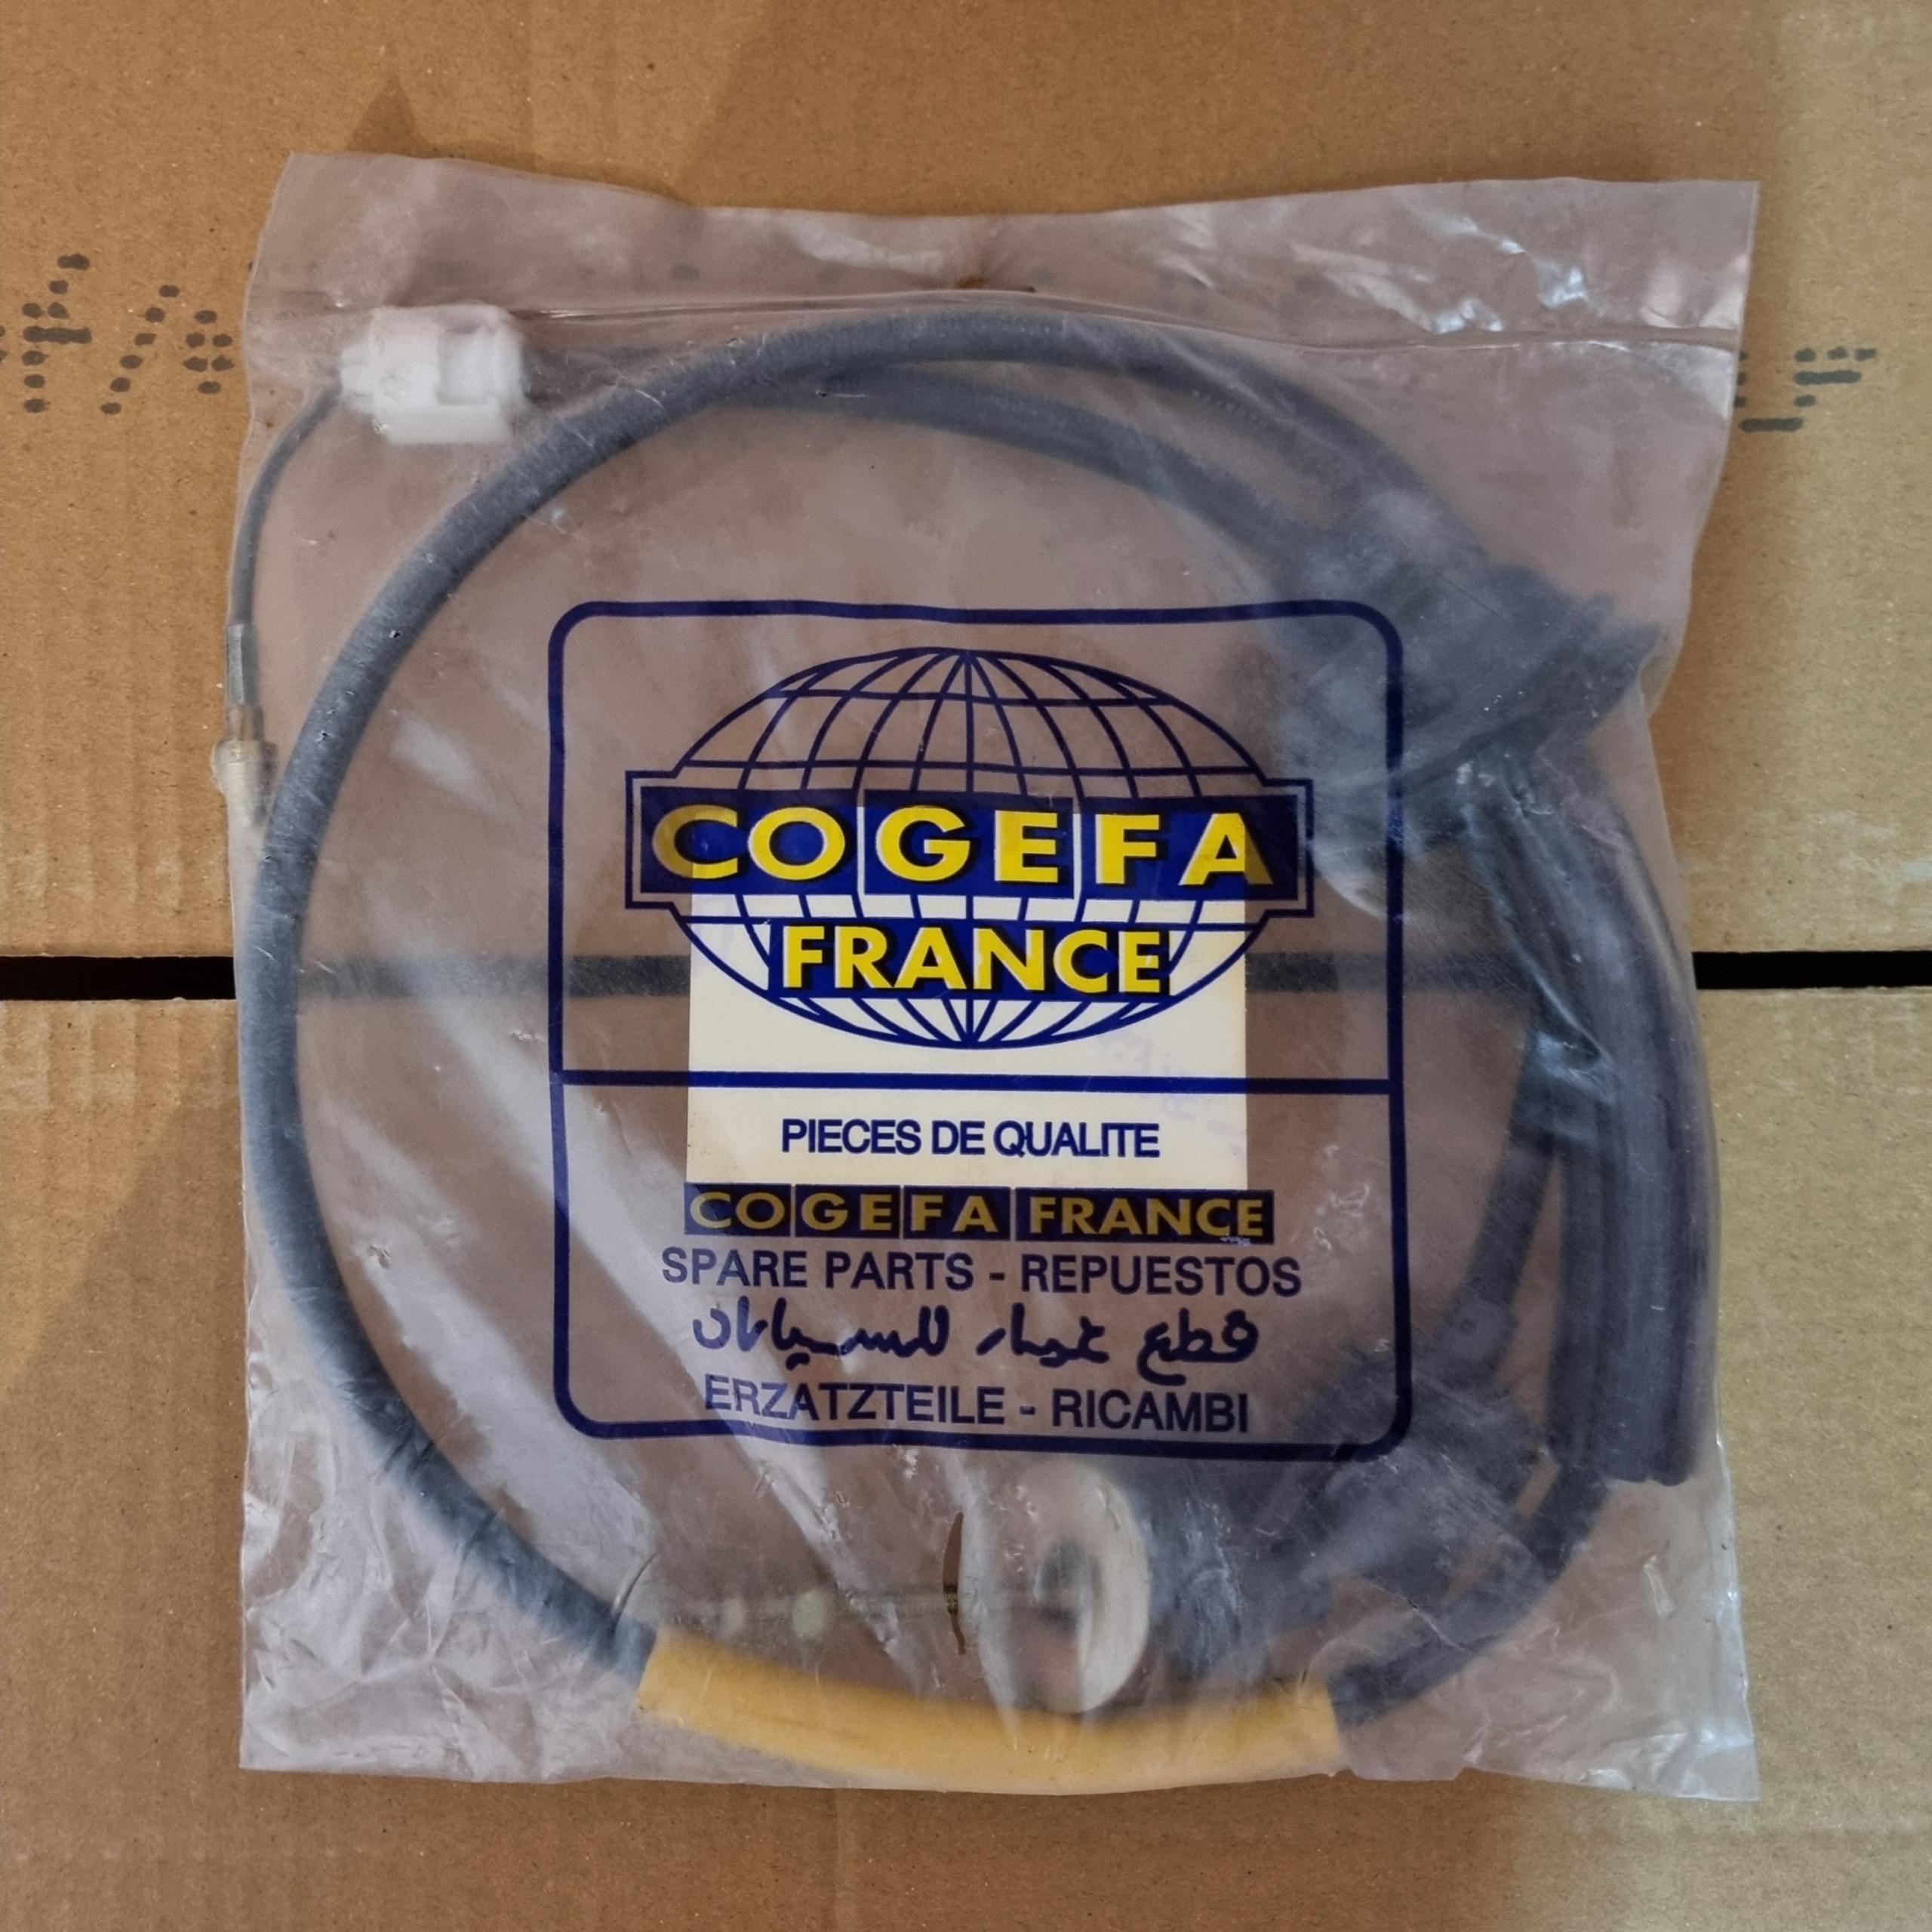 COGEFA
FRANCE
PIECES DE QUALITE
COGEFA FRANCE
SPARE PARTS - REPUESTOS
قطع غيار للسيارات
ERZATZTEILE - RICAMBI